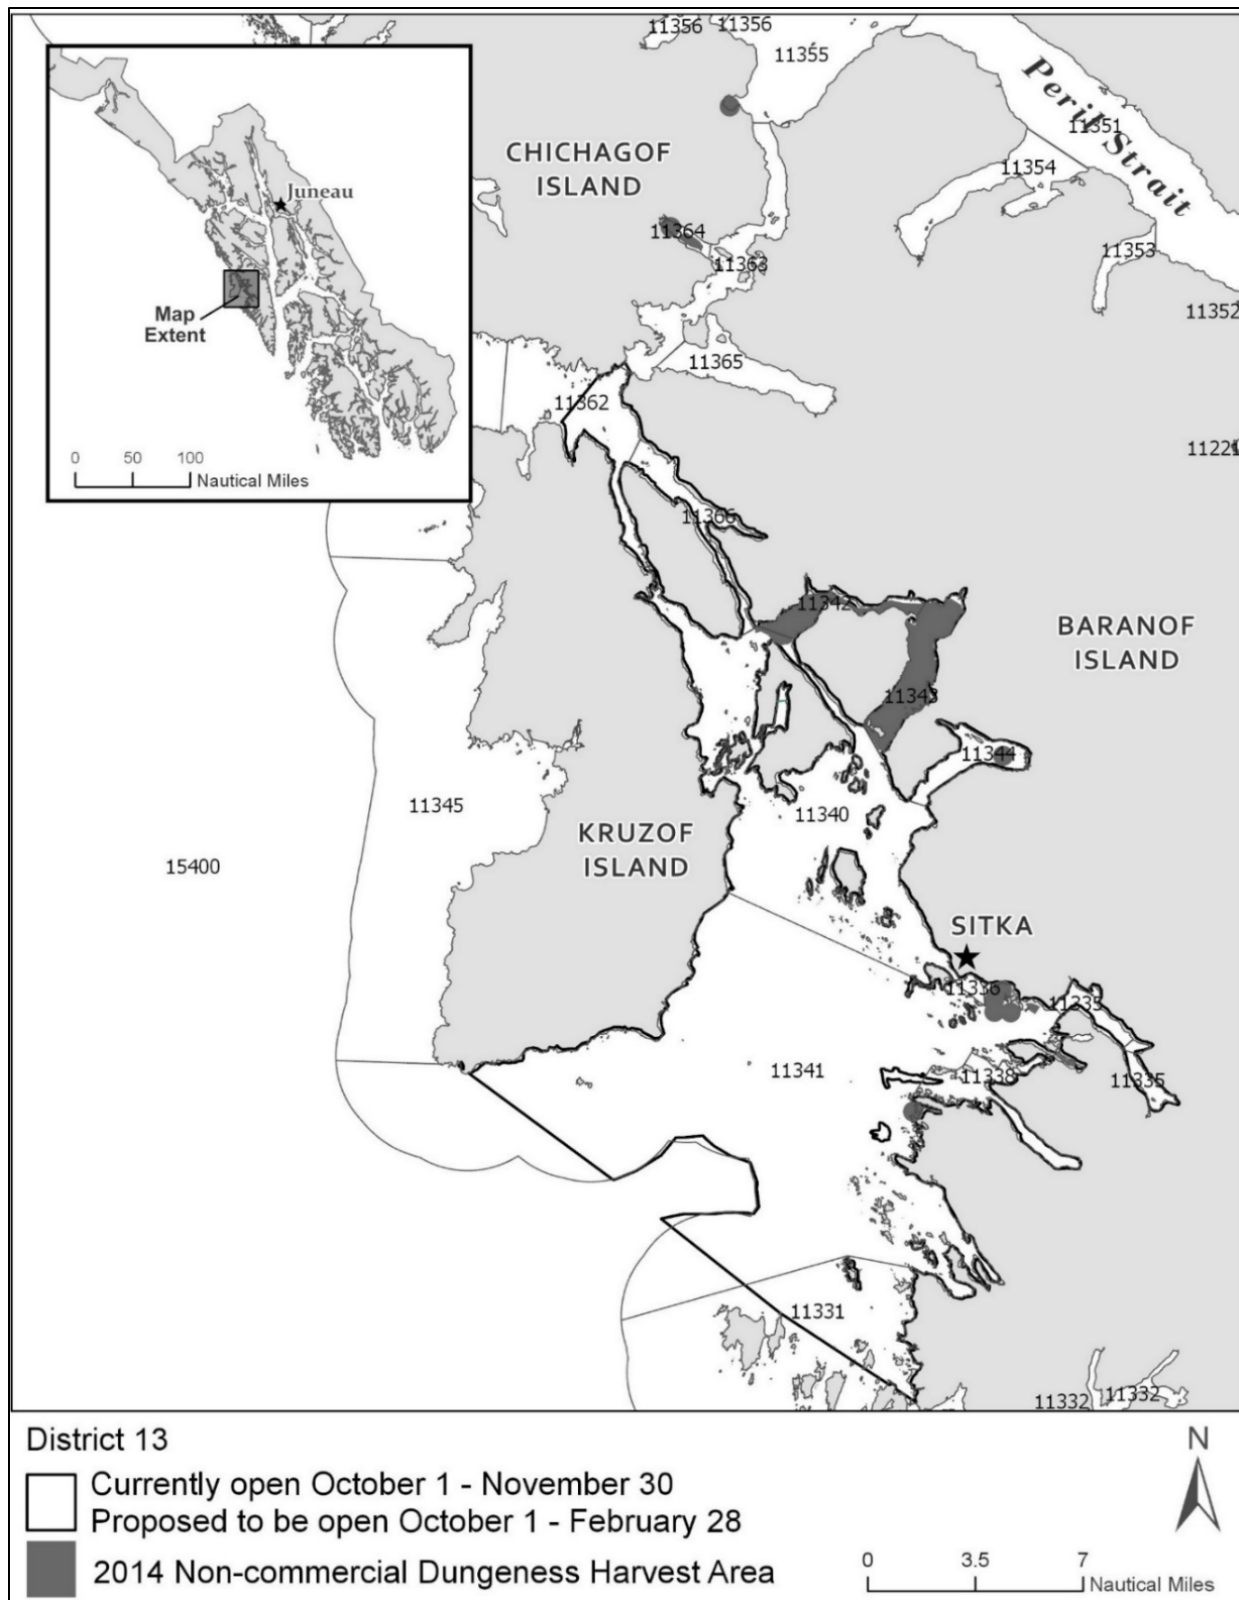 11356
11356
11355
Peril Strait
11351
CHICHAGOF
ISLAND
11354
Juneau
11364
11363
11353
11352
Map
Extent
11365
11362
11221
0 50 100
Nautical Miles
11366
11342
BARANOF
ISLAND
11343
11344
11345
11340
KRUZOF
ISLAND
15400
SITKA
11336
11235
11341
11338
11335
11331
11332
11332
District 13
Currently open October 1 - November 30
Proposed to be open October 1 - February 28
2014 Non-commercial Dungeness Harvest Area
N
0 3.5 7
Nautical Miles